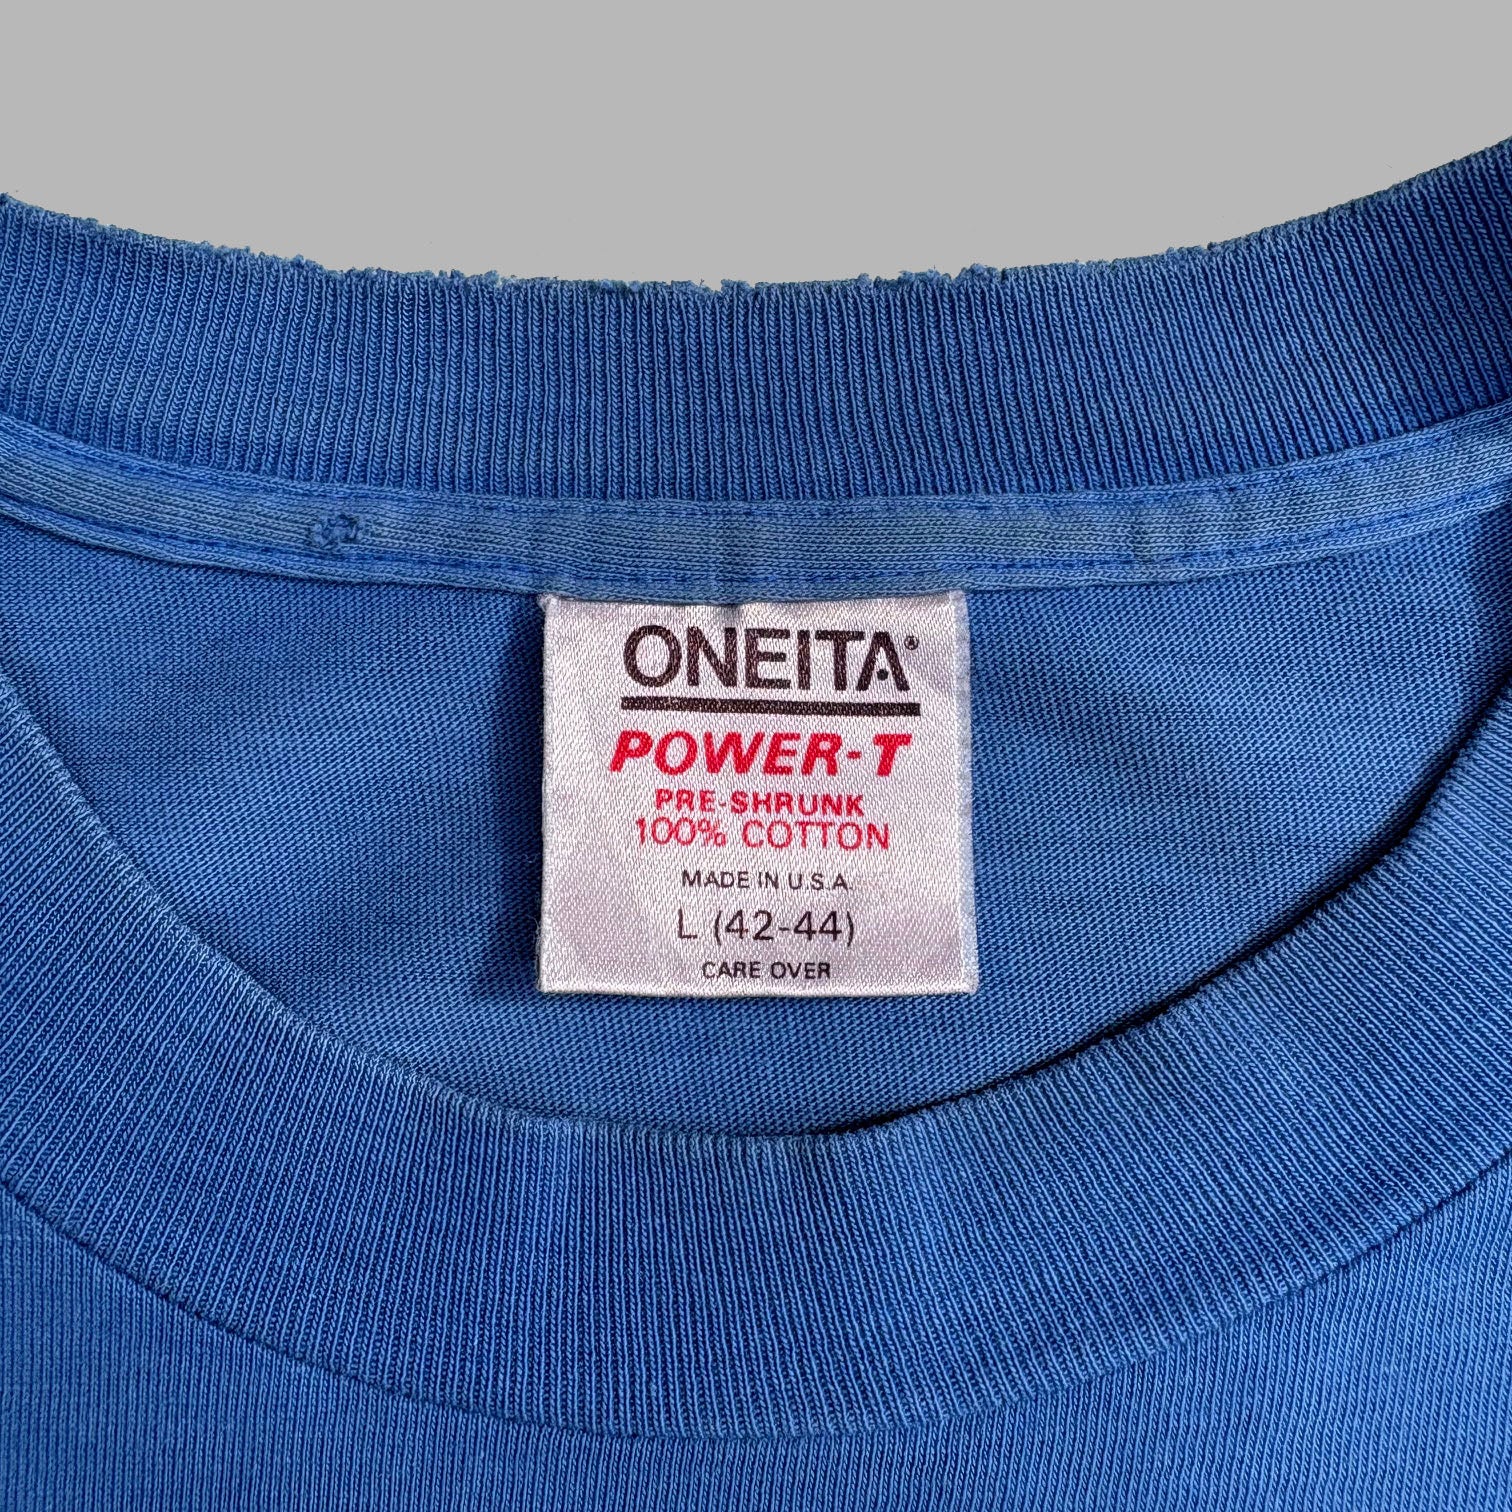 ONEITA®
POWER-T
PRE-SHRUNK
100% COTTON
MADE IN U.S.A.
L (42-44)
CARE OVER